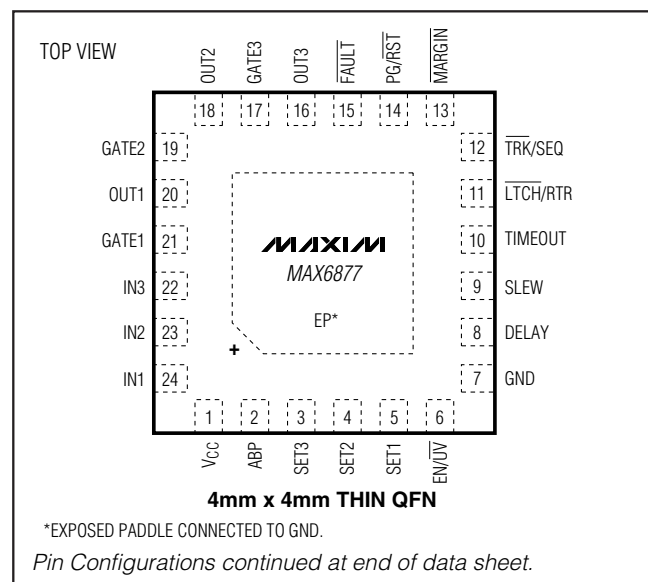 TOP VIEW
OUT2
GATE3
OUT3
FAULT
PG/RST
MARGIN
18
17
16
15
14
13
GATE2 19
OUT1 20
GATE1 21
IN3 22
IN2 23
IN1 24
MAXIM
MAX6877
EP*
+
12 TRK/SEQ
11 LTCH/RTR
10 TIMEOUT
9 SLEW
8 DELAY
7 GND
1
2
3
4
5
6
VCC
ABP
SET3
SET2
SET1
EN/UV
4mm x 4mm THIN QFN
*EXPOSED PADDLE CONNECTED TO GND.
Pin Configurations continued at end of data sheet.